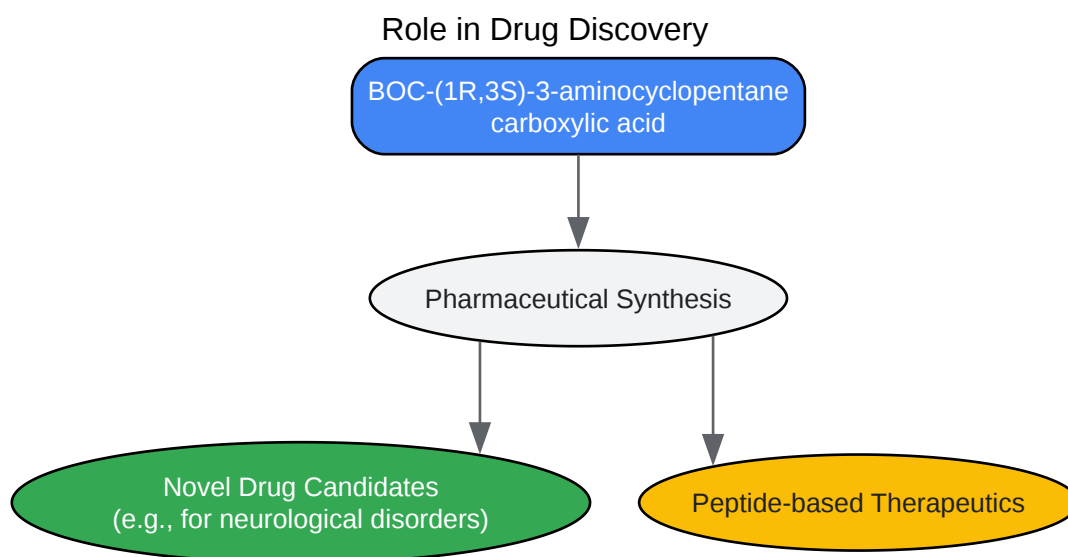 Role in Drug Discovery
BOC-(1R,3S)-3-aminocyclopentane
carboxylic acid
Pharmaceutical Synthesis
Novel Drug Candidates
(e.g., for neurological disorders)
Peptide-based Therapeutics